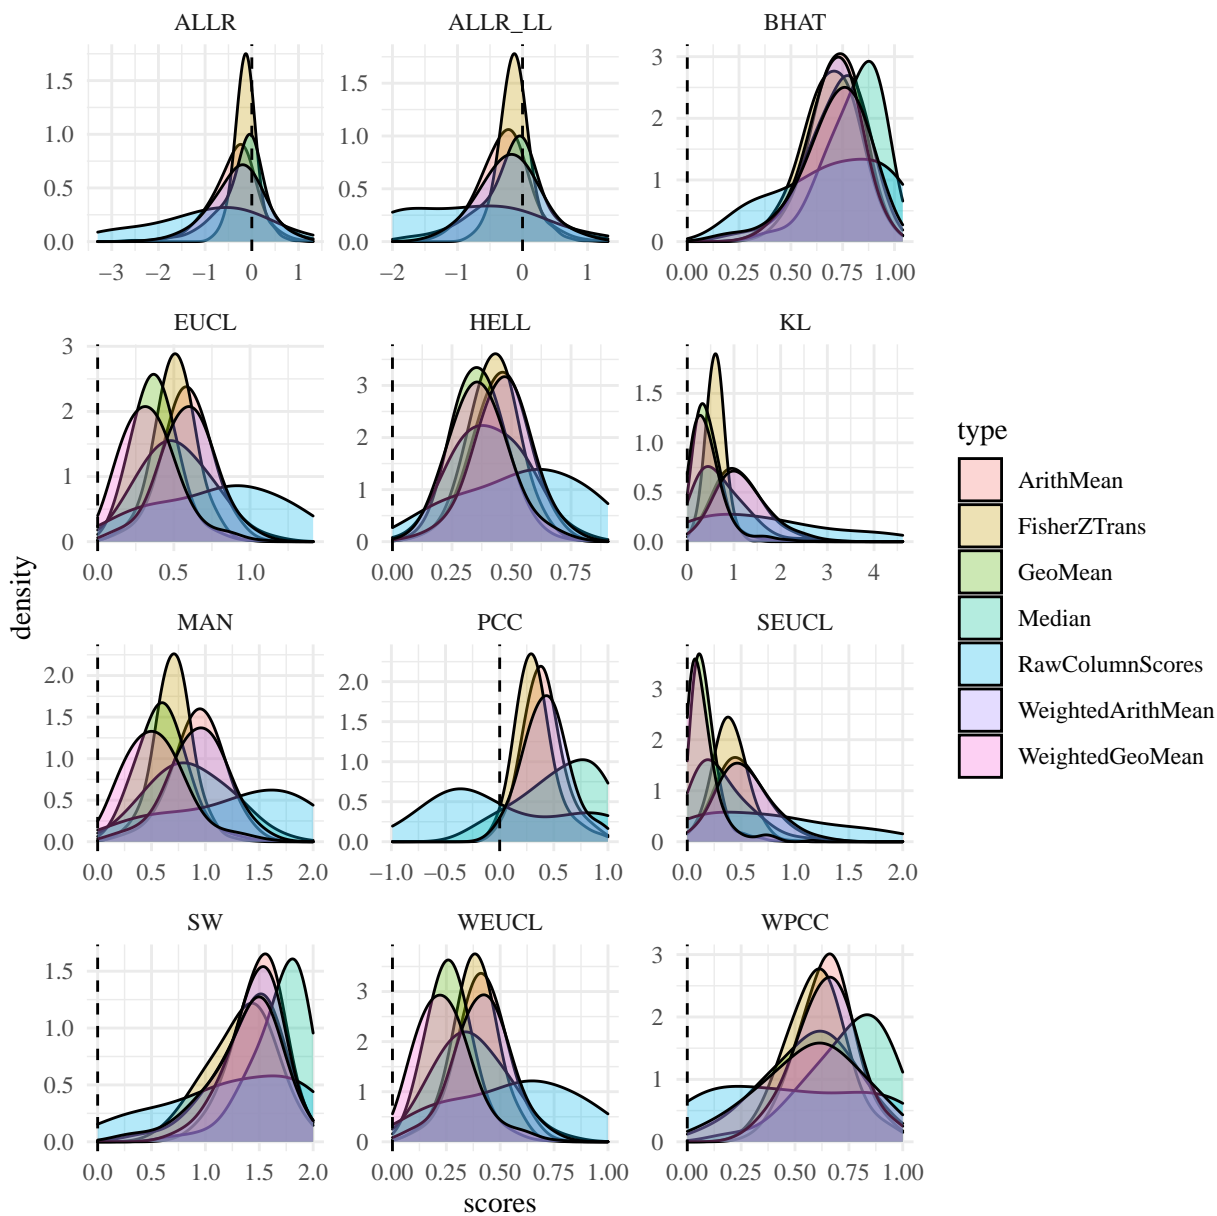 ALLR ALLR_LL BHAT
1.5 1.5 3
1.0 1.0 2
0.5 0.5 1
0.0 0.0 0
−3 −2 −1 0 1 −2 −1 0 1 0.00 0.25 0.50 0.75 1.00
EUCL HELL KL
3 3 1.5
2 2 1.0
1 1 0.5
0 0 0.0
0.0 0.5 1.0 0.00 0.25 0.50 0.75 0 1 2 3 4
MAN PCC SEUCL
2.0 2.0 3
1.5 1.5 2
1.0 1.0 1
0.5 0.5 0
0.0 0.0
0.0 0.5 1.0 1.5 2.0 −1.0 −0.5 0.0 0.5 1.0 0.0 0.5 1.0 1.5 2.0
SW WEUCL WPCC
1.5 3 3
1.0 2 2
0.5 1 1
0.0 0 0
0.0 0.5 1.0 1.5 2.0 0.00 0.25 0.50 0.75 1.00 0.00 0.25 0.50 0.75 1.00
density
scores
type
ArithMean
FisherZTrans
GeoMean
Median
RawColumnScores
WeightedArithMean
WeightedGeoMean